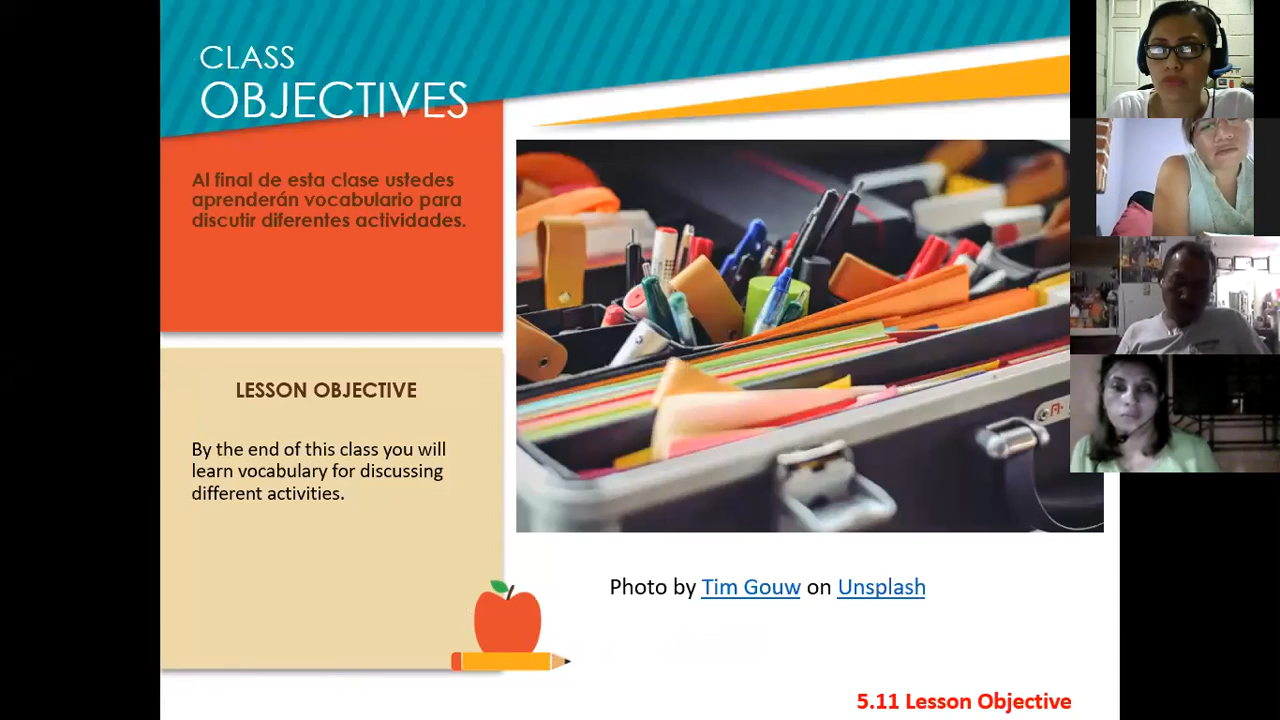 CLASS
OBJECTIVES
Al final de esta clase ustedes
aprenderán vocabulario para
discutir diferentes actividades.
LESSON OBJECTIVE
By the end of this class you will
learn vocabulary for discussing
different activities.
Photo by Tim Gouw on Unsplash
5.11 Lesson Objective